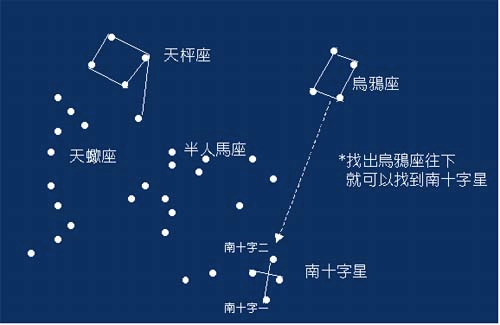 天枰座
烏鴉座
天蠍座
半人馬座
*找出烏鴉座往下
就可以找到南十字星
南十字二
南十字星
南十字一